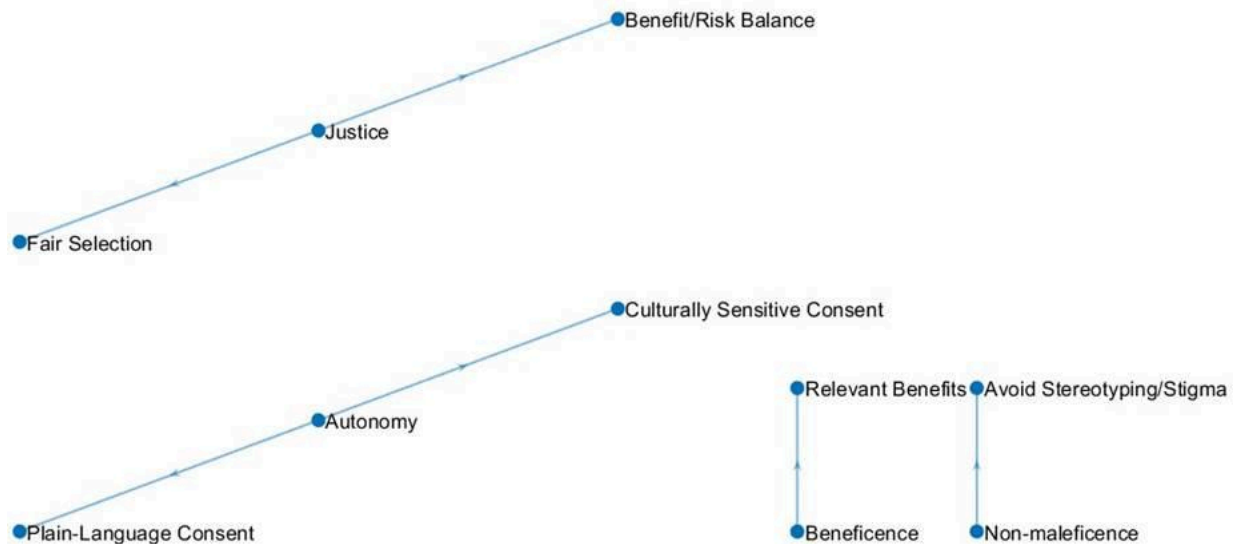 Benefit/Risk Balance
Justice
Fair Selection
Culturally Sensitive Consent
Relevant Benefits
Avoid Stereotyping/Stigma
Autonomy
Plain-Language Consent
Beneficence
Non-maleficence